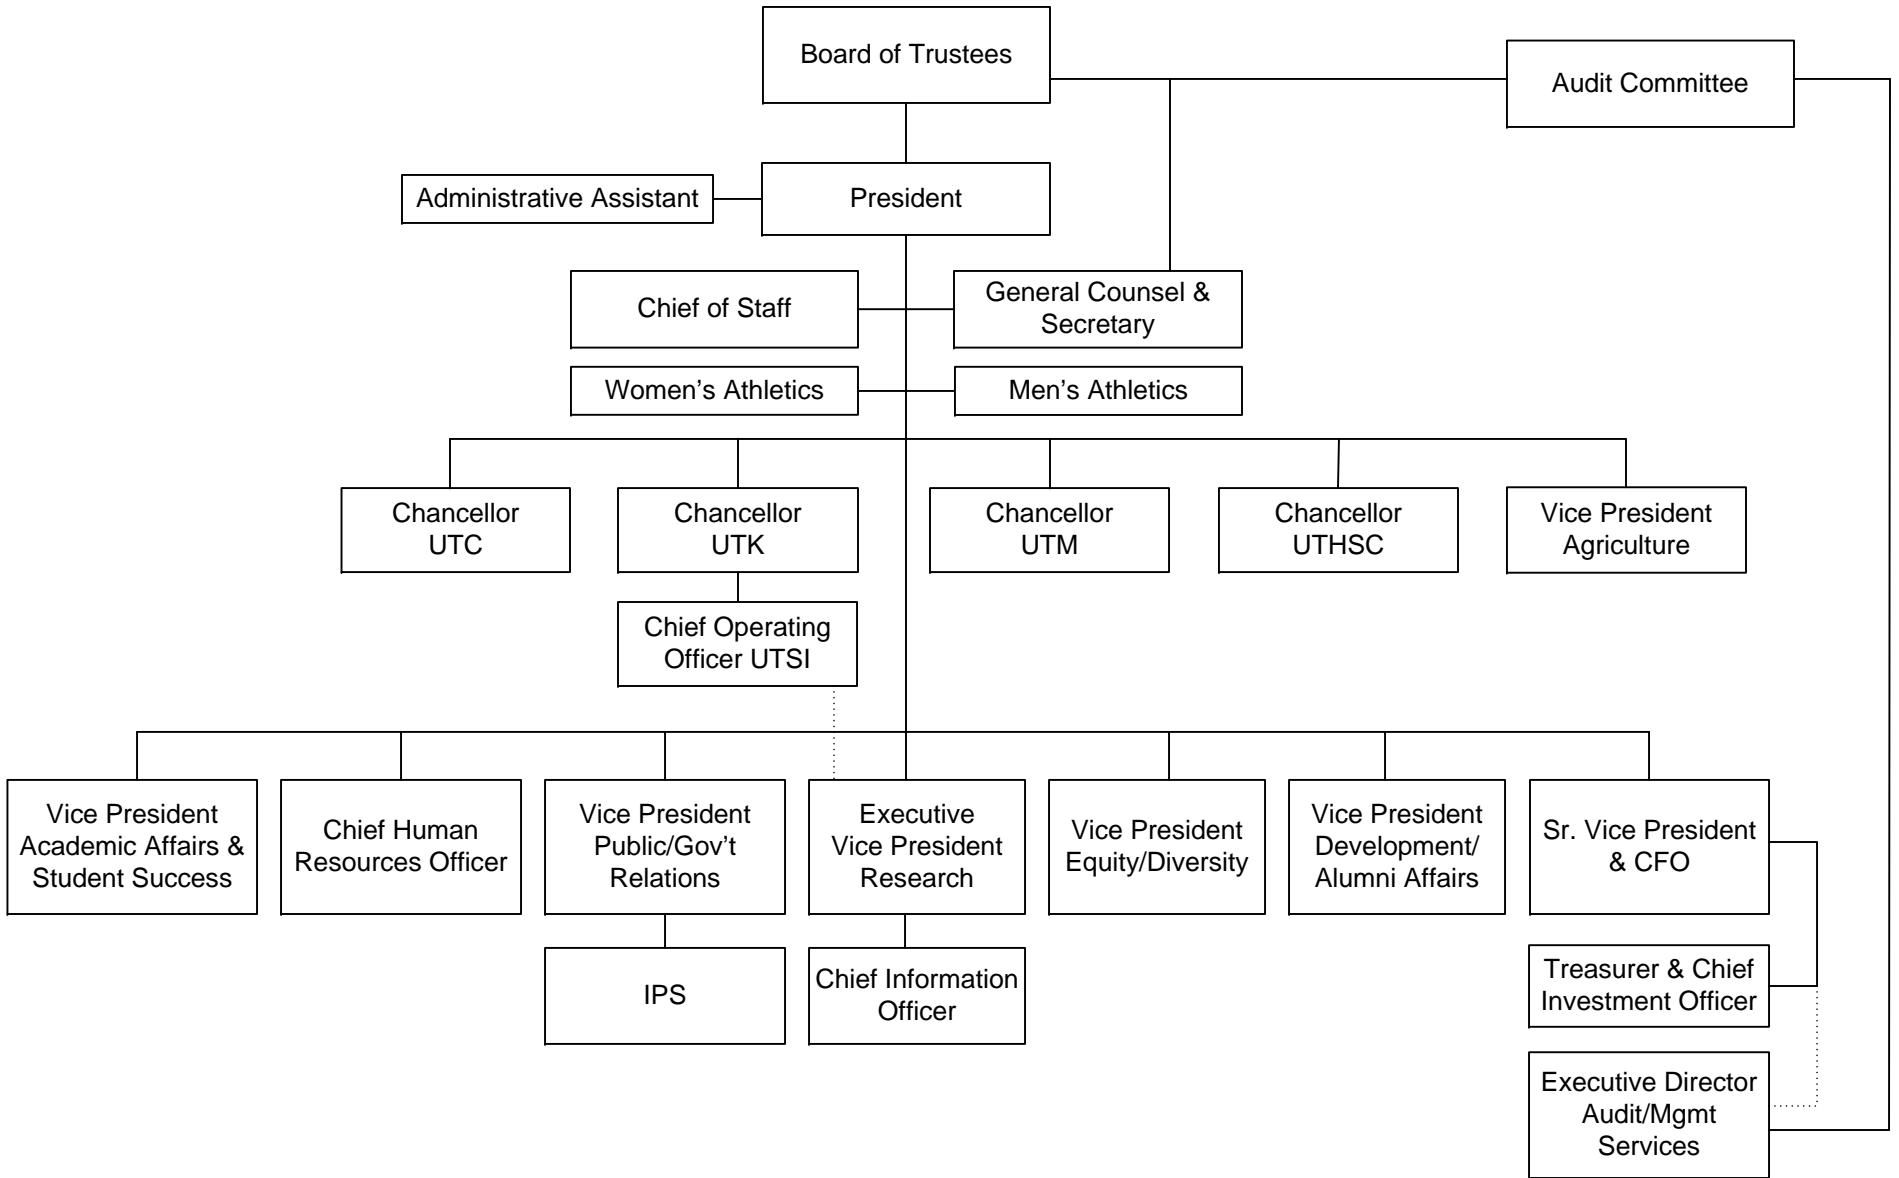 Board of Trustees
Audit Committee
Administrative Assistant
President
Chief of Staff
General Counsel &
Secretary
Women’s Athletics
Men’s Athletics
Chancellor
UTC
Chancellor
UTK
Chancellor
UTM
Chancellor
UTHSC
Vice President
Agriculture
Chief Operating
Officer UTSI
Vice President
Academic Affairs &
Student Success
Chief Human
Resources Officer
Vice President
Public/Gov’t
Relations
Executive
Vice President
Research
Vice President
Equity/Diversity
Vice President
Development/
Alumni Affairs
Sr. Vice President
& CFO
IPS
Chief Information
Officer
Treasurer & Chief
Investment Officer
Executive Director
Audit/Mgmt
Services